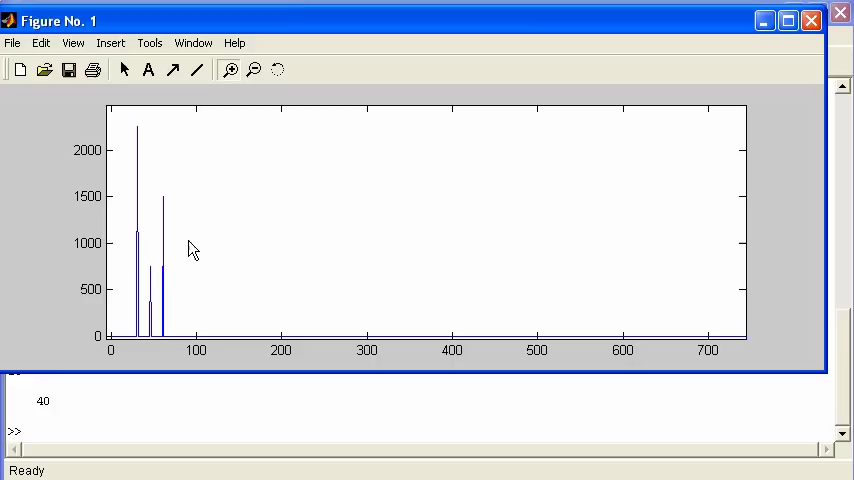 Figure No. 1
File Edit View Insert Tools Window Help
A
2000
1500
1000
500
0
0 100 200 300 400 500 600 700
40
>>
Ready